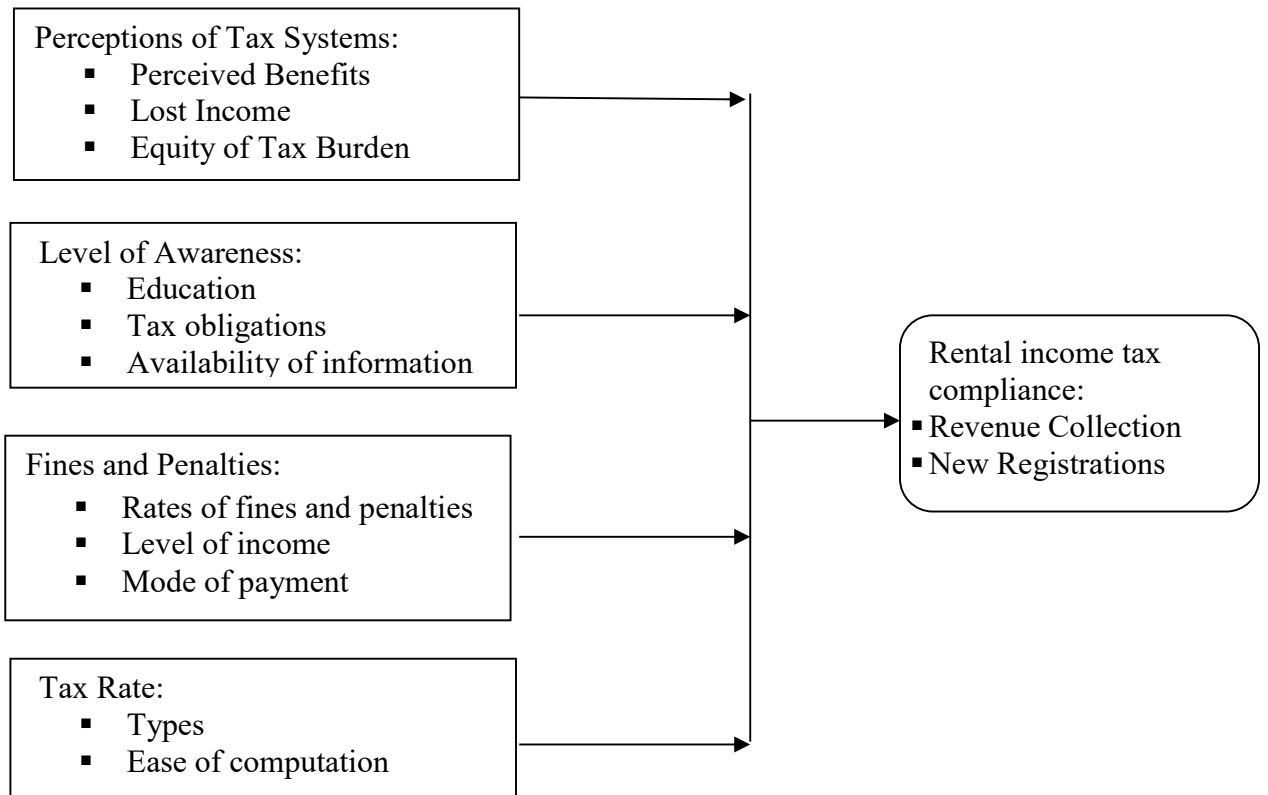 Perceptions of Tax Systems:
▪ Perceived Benefits
▪ Lost Income
▪ Equity of Tax Burden
Level of Awareness:
▪ Education
▪ Tax obligations
▪ Availability of information
Fines and Penalties:
▪ Rates of fines and penalties
▪ Level of income
▪ Mode of payment
Tax Rate:
▪ Types
▪ Ease of computation
Rental income tax
compliance:
▪ Revenue Collection
▪ New Registrations